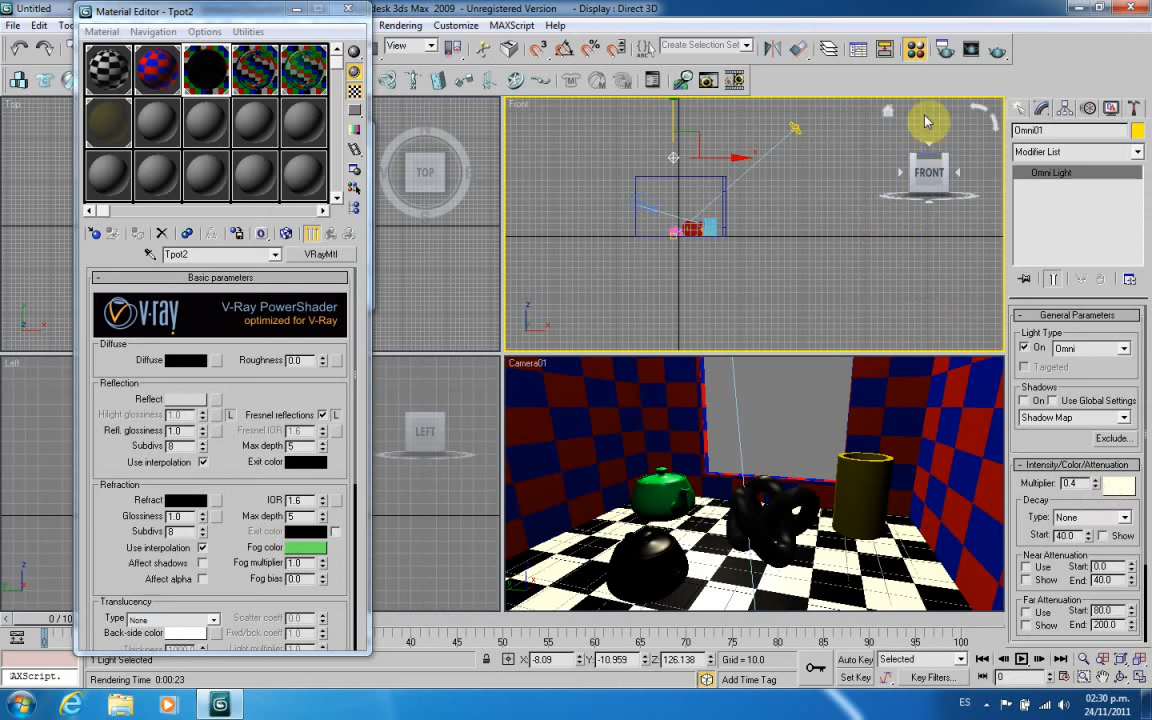 Untitled
desk 3ds Max 2009 - Unregistered Version - Display : Direct 3D
Material Editor - Tpot2
File Edit To
Rendering Customize MAXScript Help
Material Navigation Options Utilities
View
Create Selection Set
Top
TOP
Front
FRONT
x
z
x
Omni01
Modifier List
Omni Light
Tpot2
VRayMtl
Basic parameters
v-ray
V-Ray PowerShader
optimized for V-Ray
Diffuse
Diffuse
Roughness 0.0
Reflection
Reflect
Hilight glossiness 1.0 L
Fresnel reflections L
Refl. glossiness 1.0
Fresnel IOR 1.6
Subdivs 8
Max depth 5
Use interpolation
Exit color
Refraction
Refract
IOR 1.6
Glossiness 1.0
Max depth 5
Subdivs 8
Exit color
Use interpolation
Fog color
Affect shadows
Fog multiplier 1.0
Affect alpha
Fog bias 0.0
Translucency
Type None
Scatter coeff 0.0
Back-side color
Fwd/bck coeff 1.0
Thickness
Light multiplier
Left
LEFT
Camera01
General Parameters
Light Type
On Omni
Targeted
Shadows
On Use Global Settings
Shadow Map
Exclude...
Intensity/Color/Attenuation
Multiplier: 0.4
Decay
Type: None
Start: 40.0 Show
Near Attenuation
Use Start: 0.0
Show End: 40.0
Far Attenuation
Use Start: 80.0
Show End: 200.0
0 / 10
45 50 55 60 65 70 75 80 85 90 95 100
1 Light Selected
X: -8.09 Y: -10.959 Z: 126.138 Grid = 10.0
Auto Key Selected
AXScript.
Rendering Time 0:00:23
Add Time Tag
Set Key
Key Filters...
0
ES
02:30 p.m.
24/11/2011